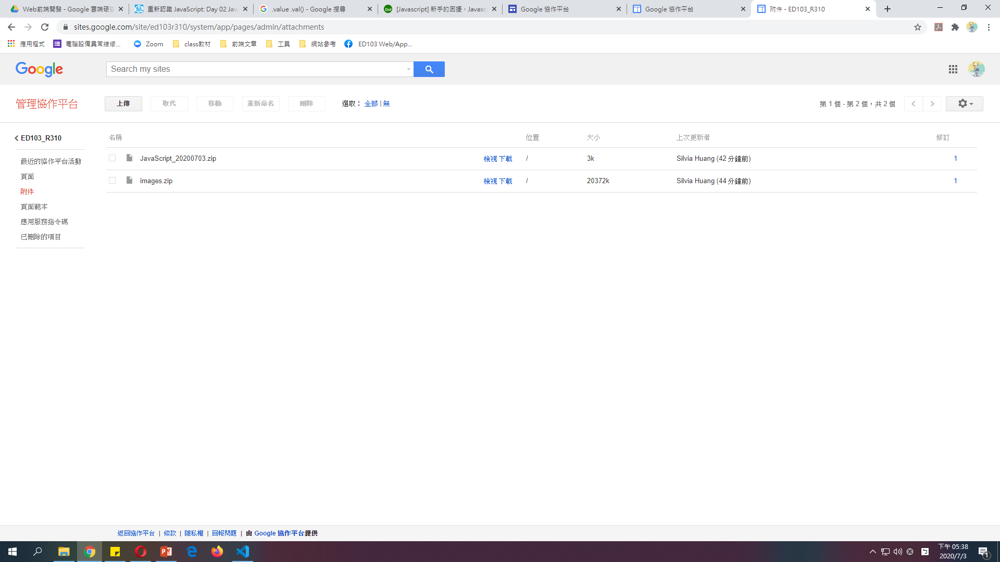 Web前端開發 - Google 雲端硬碟
重新認識 JavaScript: Day 02 Java
.value .val() - Google 搜尋
[Javascript] 新手的困擾，Javasc
Google 協作平台
Google 協作平台
附件 - ED103_R310
sites.google.com/site/ed103r310/system/app/pages/admin/attachments
應用程式
電腦設備異常維修...
Zoom
class教材
前端文章
工具
網站參考
ED103 Web/App...
Google
Search my sites
管理協作平台
上傳
取代
移動
重新命名
刪除
選取： 全部 | 無
第 1 個 - 第 2 個，共 2 個
ED103_R310
最近的協作平台活動
頁面
附件
頁面範本
應用服務指令碼
已刪除的項目
名稱 位置 大小 上次更新者 修訂
JavaScript_20200703.zip 檢視 下載 / 3k Silvia Huang (42 分鐘前) 1
images.zip 檢視 下載 / 20372k Silvia Huang (44 分鐘前) 1
返回協作平台 | 條款 | 隱私權 | 回報問題 | 由 Google 協作平台提供
下午 05:38
2020/7/3
1